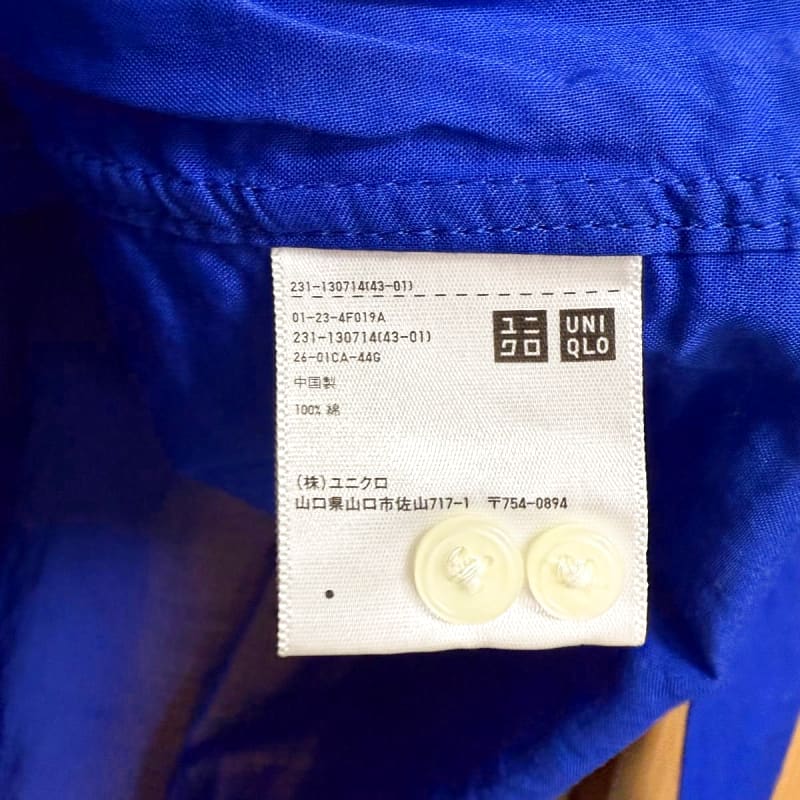 231-130714(43-01)
01-23-4F019A
231-130714(43-01)
26-01CA-44G
中国製
100% 綿
ユニ
クロ
UNI
QLO
(株)ユニクロ
山口県山口市佐山717-1 〒754-0894